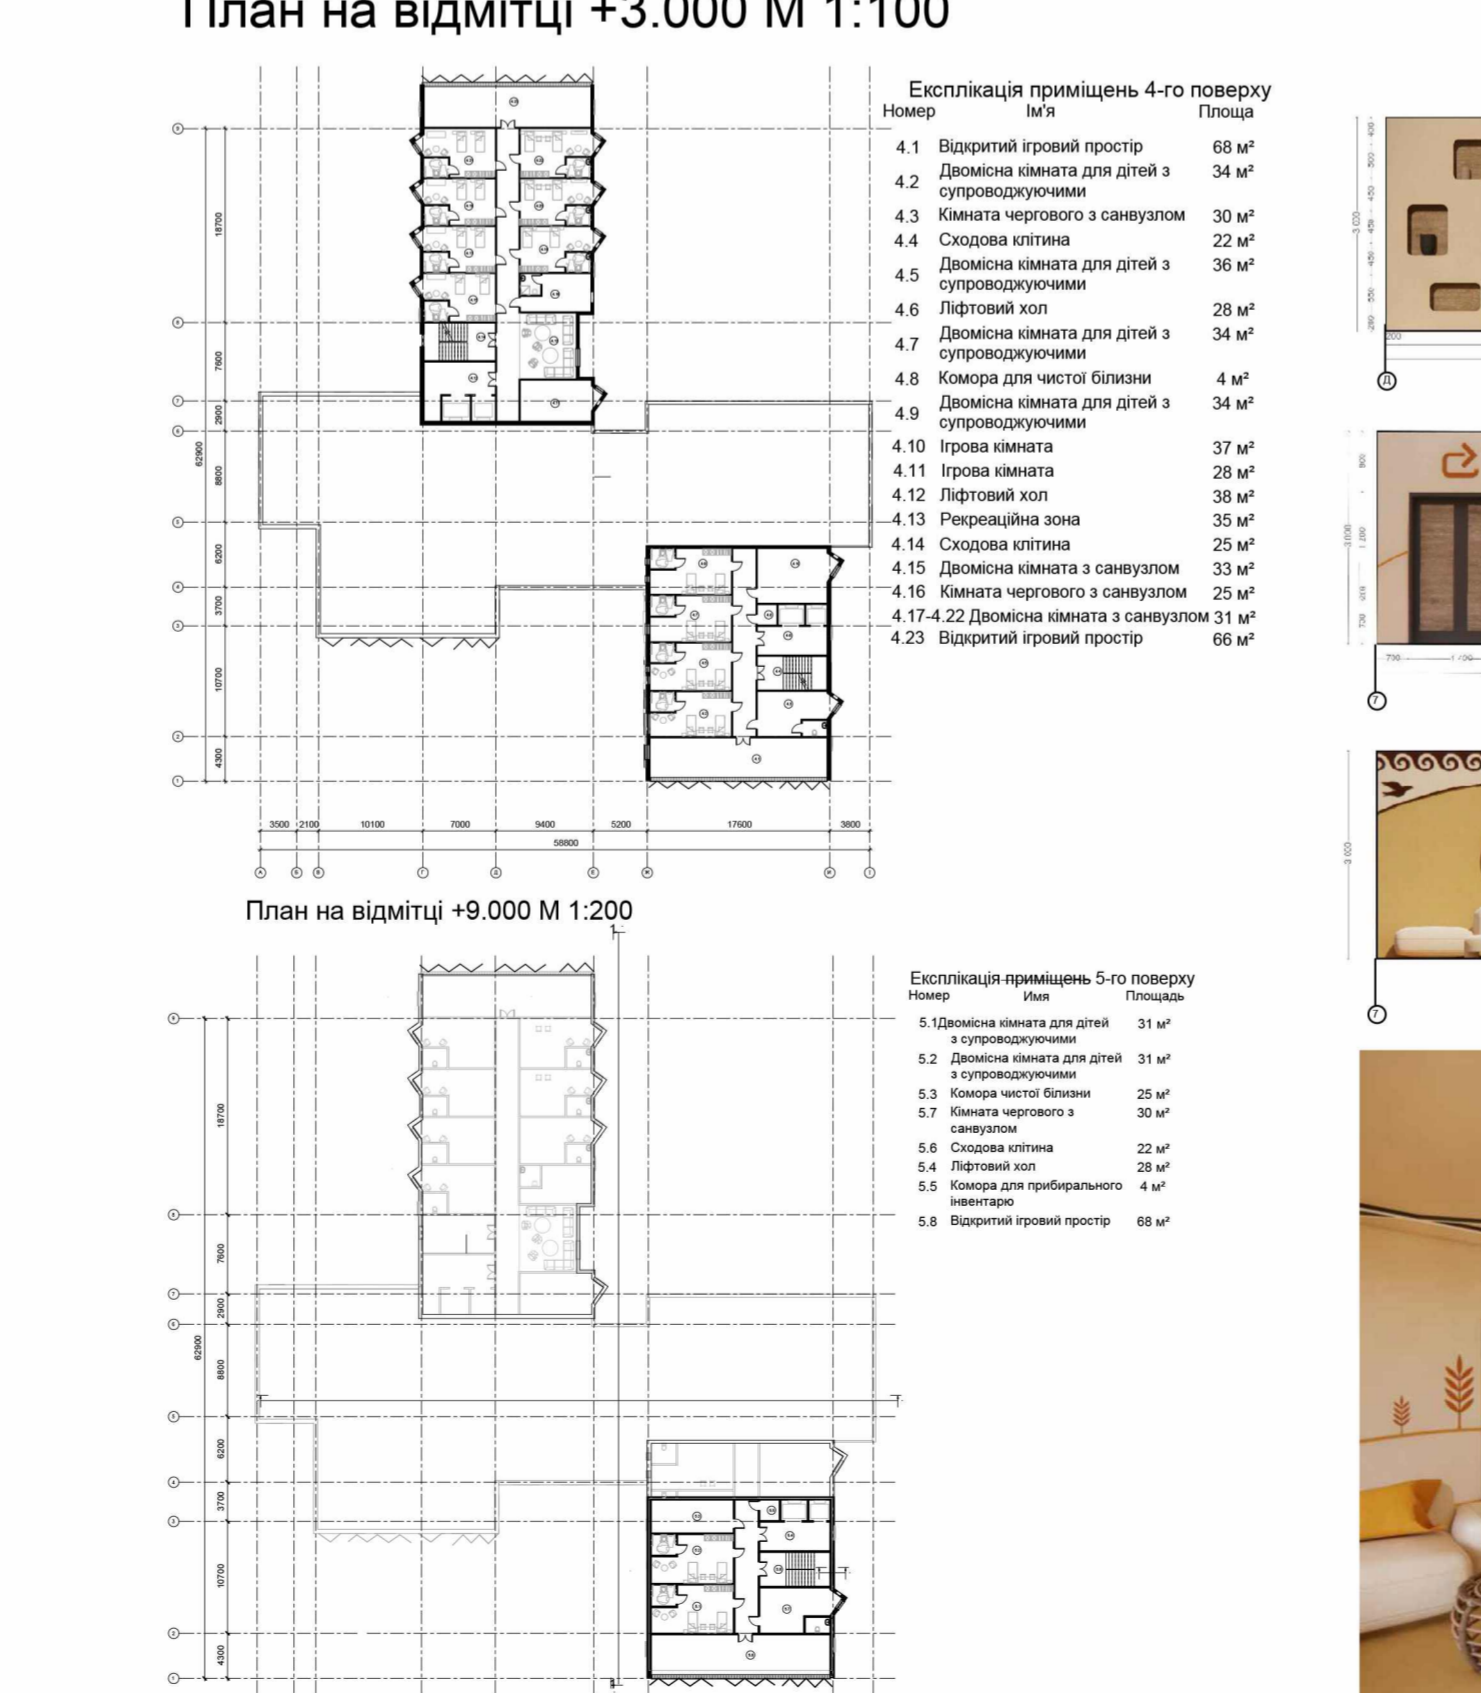 План на відмітці +3.000 М 1:100
Експлікація приміщень 4-го поверху
Номер Ім'я Площа
4.1 Відкритий ігровий простір 68 м²
4.2 Двомісна кімната для дітей з супроводжуючими 34 м²
4.3 Кімната чергового з санвузлом 30 м²
4.4 Сходова клітина 22 м²
4.5 Двомісна кімната для дітей з супроводжуючими 36 м²
4.6 Ліфтовий хол 28 м²
4.7 Двомісна кімната для дітей з супроводжуючими 34 м²
4.8 Комора для чистої білизни 4 м²
4.9 Двомісна кімната для дітей з супроводжуючими 34 м²
4.10 Ігрова кімната 37 м²
4.11 Ігрова кімната 28 м²
4.12 Ліфтовий хол 38 м²
4.13 Рекреаційна зона 35 м²
4.14 Сходова клітина 25 м²
4.15 Двомісна кімната з санвузлом 33 м²
4.16 Кімната чергового з санвузлом 25 м²
4.17-4.22 Двомісна кімната з санвузлом 31 м²
4.23 Відкритий ігровий простір 66 м²
18700
7600
2900
62900
8800
6200
3700
10700
4300
3500 2100 10100 7000 9400 5200 17600 3800
58800
План на відмітці +9.000 М 1:200
1
Експлікація приміщень 5-го поверху
Номер Имя Площадь
5.1 Двомісна кімната для дітей з супроводжуючими 31 м²
5.2 Двомісна кімната для дітей з супроводжуючими 31 м²
5.3 Комора чистої білизни 25 м²
5.7 Кімната чергового з санвузлом 30 м²
5.6 Сходова клітина 22 м²
5.4 Ліфтовий хол 28 м²
5.5 Комора для прибирального інвентарю 4 м²
5.8 Відкритий ігровий простір 68 м²
18700
7600
2900
62900
8800
6200
3700
10700
4300
Д
7
7